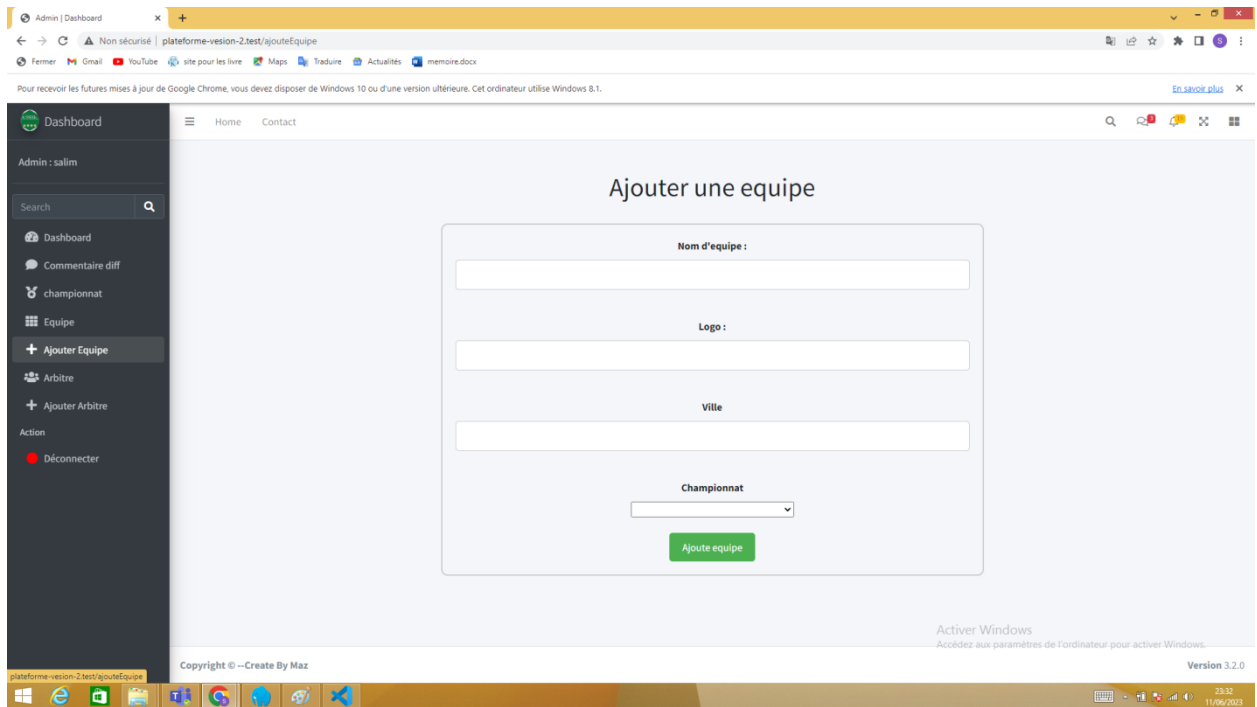 Admin | Dashboard
Non sécurisé | plateforme-vesion-2.test/ajouteEquipe
S
Fermer Gmail YouTube site pour les livre Maps Traduire Actualités memoire.docx
Pour recevoir les futures mises à jour de Google Chrome, vous devez disposer de Windows 10 ou d'une version ultérieure. Cet ordinateur utilise Windows 8.1. En savoir plus
Dashboard Home Contact 3
Admin : salim
Ajouter une equipe
Search
Dashboard
Commentaire diff
championnat
Equipe
Ajouter Equipe
Arbitre
Ajouter Arbitre
Action
Déconnecter
Nom d'equipe :
Logo :
Ville
Championnat
Ajoute equipe
Activer Windows
Accédez aux paramètres de l'ordinateur pour activer Windows.
Copyright © --Create By Maz Version 3.2.0
plateforme-vesion-2.test/ajouteEquipe
23:32
11/06/2023